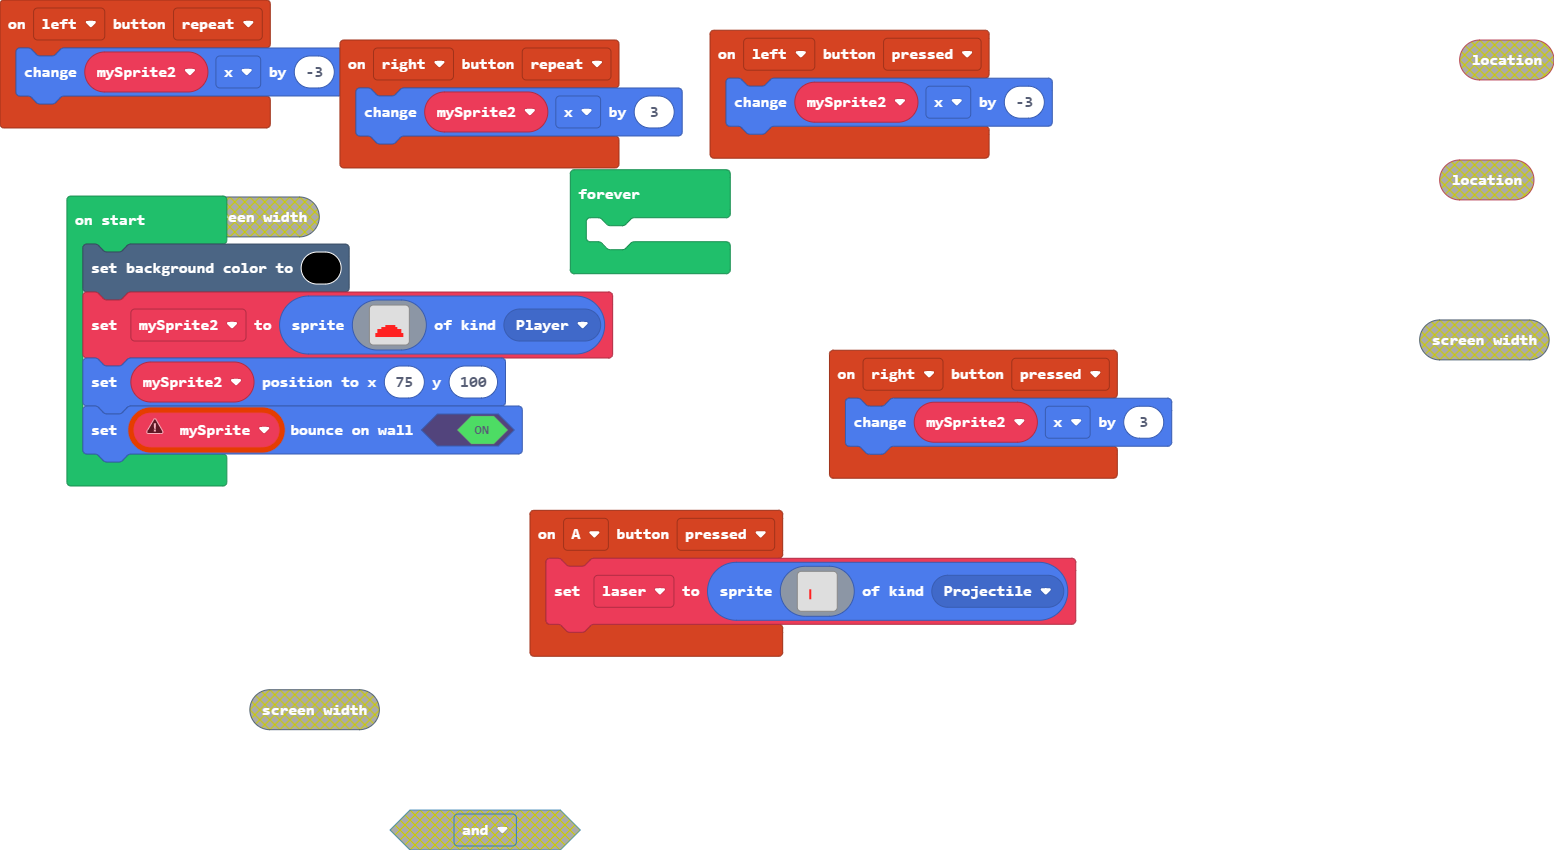 on left button repeat
change mySprite2 x by -3
on right button repeat
change mySprite2 x by 3
on left button pressed
change mySprite2 x by -3
location
location
forever
on start
een width
set background color to
set mySprite2 to sprite of kind Player
set mySprite2 position to x 75 y 100
set mySprite bounce on wall ON
screen width
on right button pressed
change mySprite2 x by 3
on A button pressed
set laser to sprite of kind Projectile
screen width
and